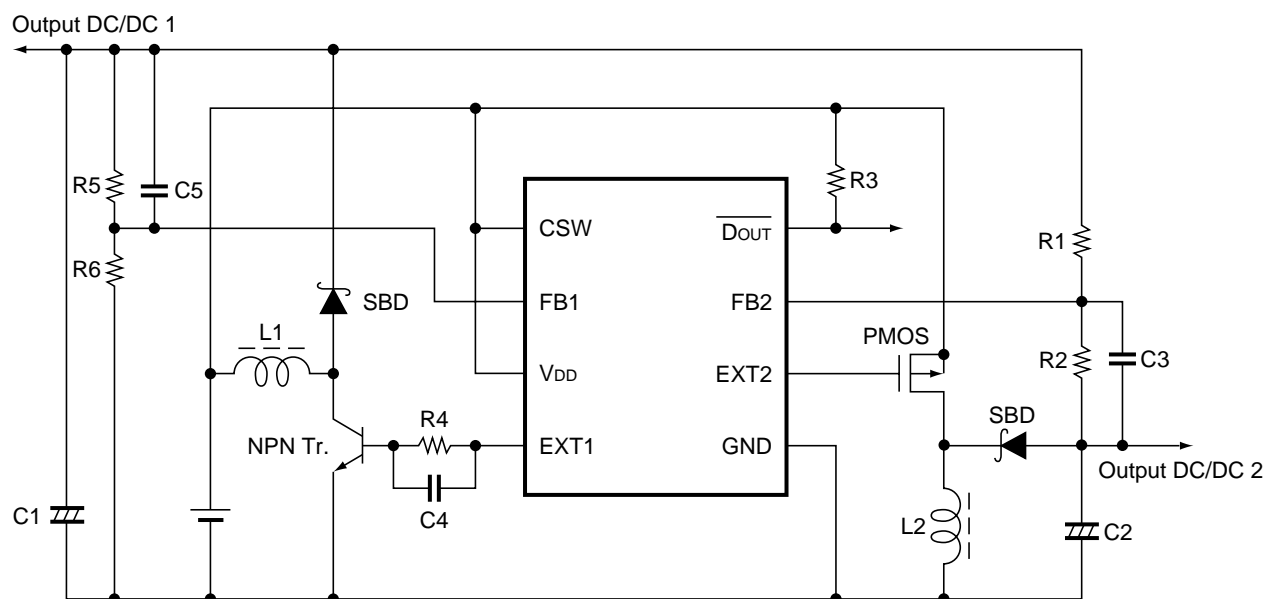 Output DC/DC 1
R5
C5
R3
CSW
DOUT
R1
R6
SBD
FB1
FB2
L1
PMOS
R2
C3
VDD
EXT2
R4
SBD
NPN Tr.
EXT1
GND
Output DC/DC 2
C1
C4
L2
C2